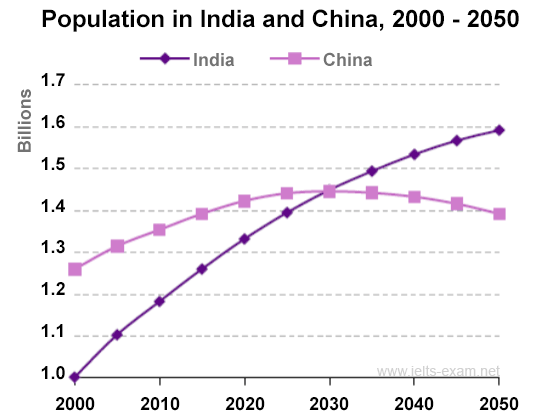 Population in India and China, 2000 - 2050
India China
Billions
1.7
1.6
1.5
1.4
1.3
1.2
1.1
1.0
www.ielts-exam.net
2000 2010 2020 2030 2040 2050